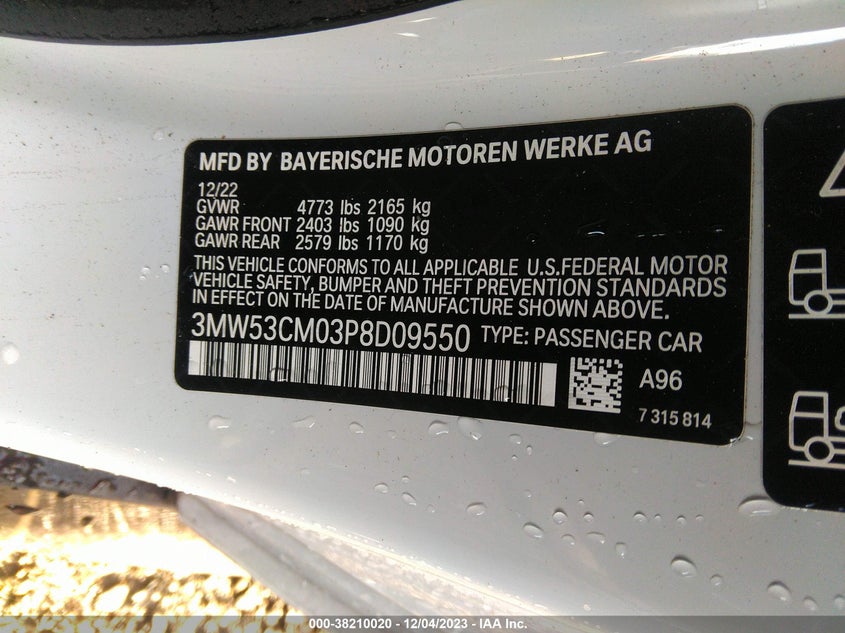 MFD BY BAYERISCHE MOTOREN WERKE AG
12/22
GVWR 4773 lbs 2165 kg
GAWR FRONT 2403 lbs 1090 kg
GAWR REAR 2579 lbs 1170 kg
THIS VEHICLE CONFORMS TO ALL APPLICABLE U.S.FEDERAL MOTOR
VEHICLE SAFETY, BUMPER AND THEFT PREVENTION STANDARDS
IN EFFECT ON THE DATE OF MANUFACTURE SHOWN ABOVE.
3MW53CM03P8D09550 TYPE: PASSENGER CAR
A96
7 315 814
000-38210020 - 12/04/2023 - IAA Inc.